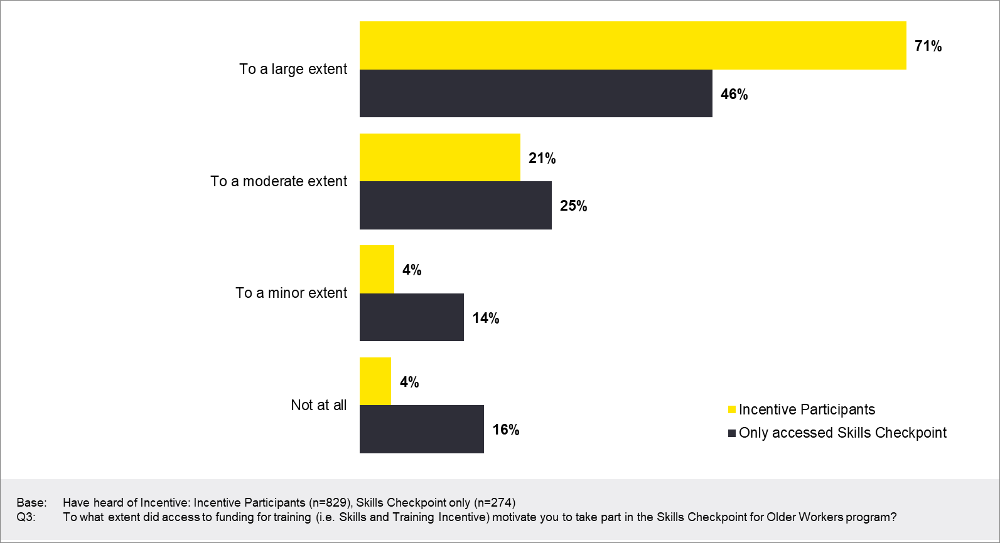 To a large extent
71%
46%
To a moderate extent
21%
25%
To a minor extent
4%
14%
Not at all
4%
16%
Incentive Participants
Only accessed Skills Checkpoint
Base: Have heard of Incentive: Incentive Participants (n=829), Skills Checkpoint only (n=274)
Q3: To what extent did access to funding for training (i.e. Skills and Training Incentive) motivate you to take part in the Skills Checkpoint for Older Workers program?